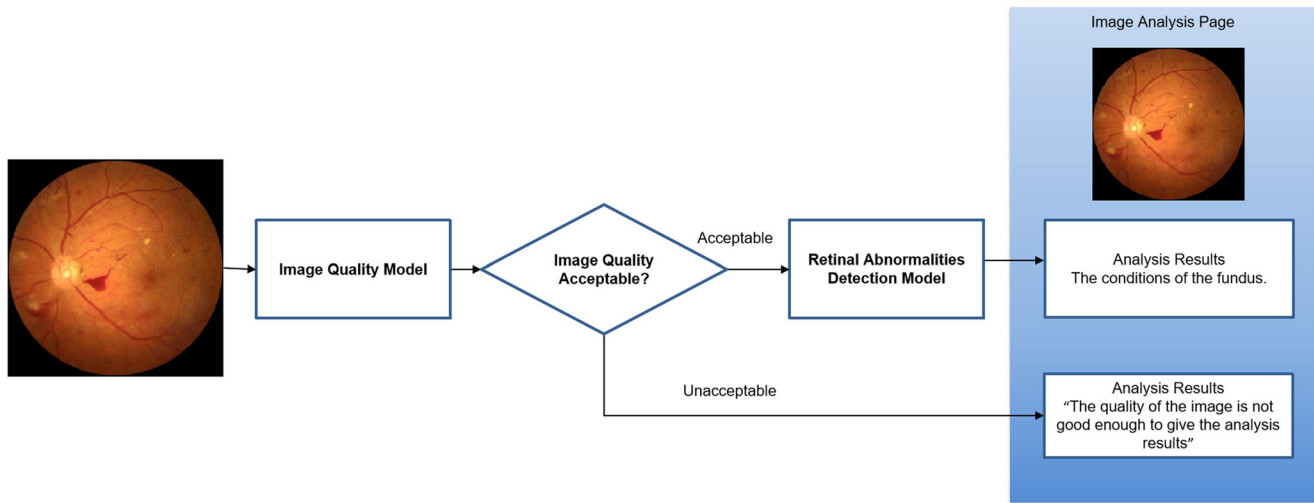 Image Analysis Page
Image Quality Model
Image Quality
Acceptable?
Acceptable
Retinal Abnormalities
Detection Model
Analysis Results
The conditions of the fundus.
Unacceptable
Analysis Results
“The quality of the image is not
good enough to give the analysis
results”